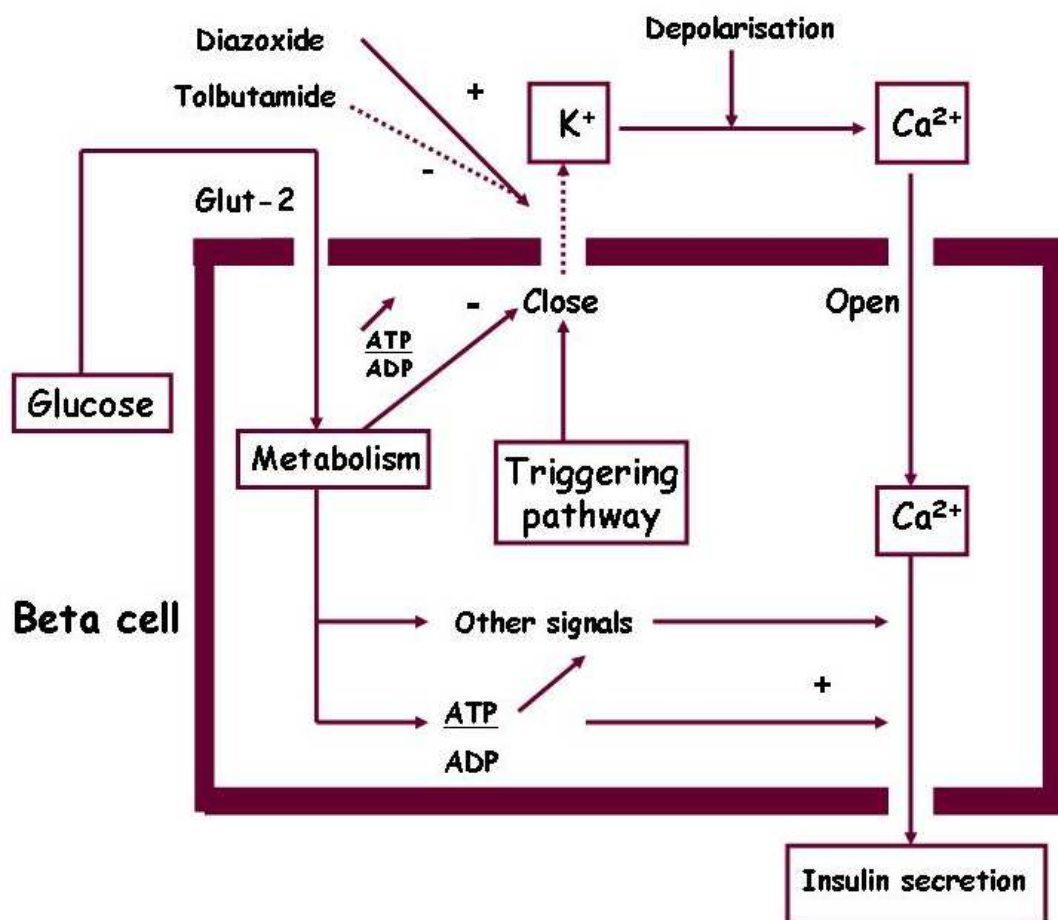 Diazoxide
Tolbutamide
+
-
Depolarisation
K⁺
Ca²⁺
Glut-2
Glucose
ATP
ADP
-
Close
Open
Metabolism
Triggering
pathway
Ca²⁺
Beta cell
Other signals
ATP
ADP
+
Insulin secretion